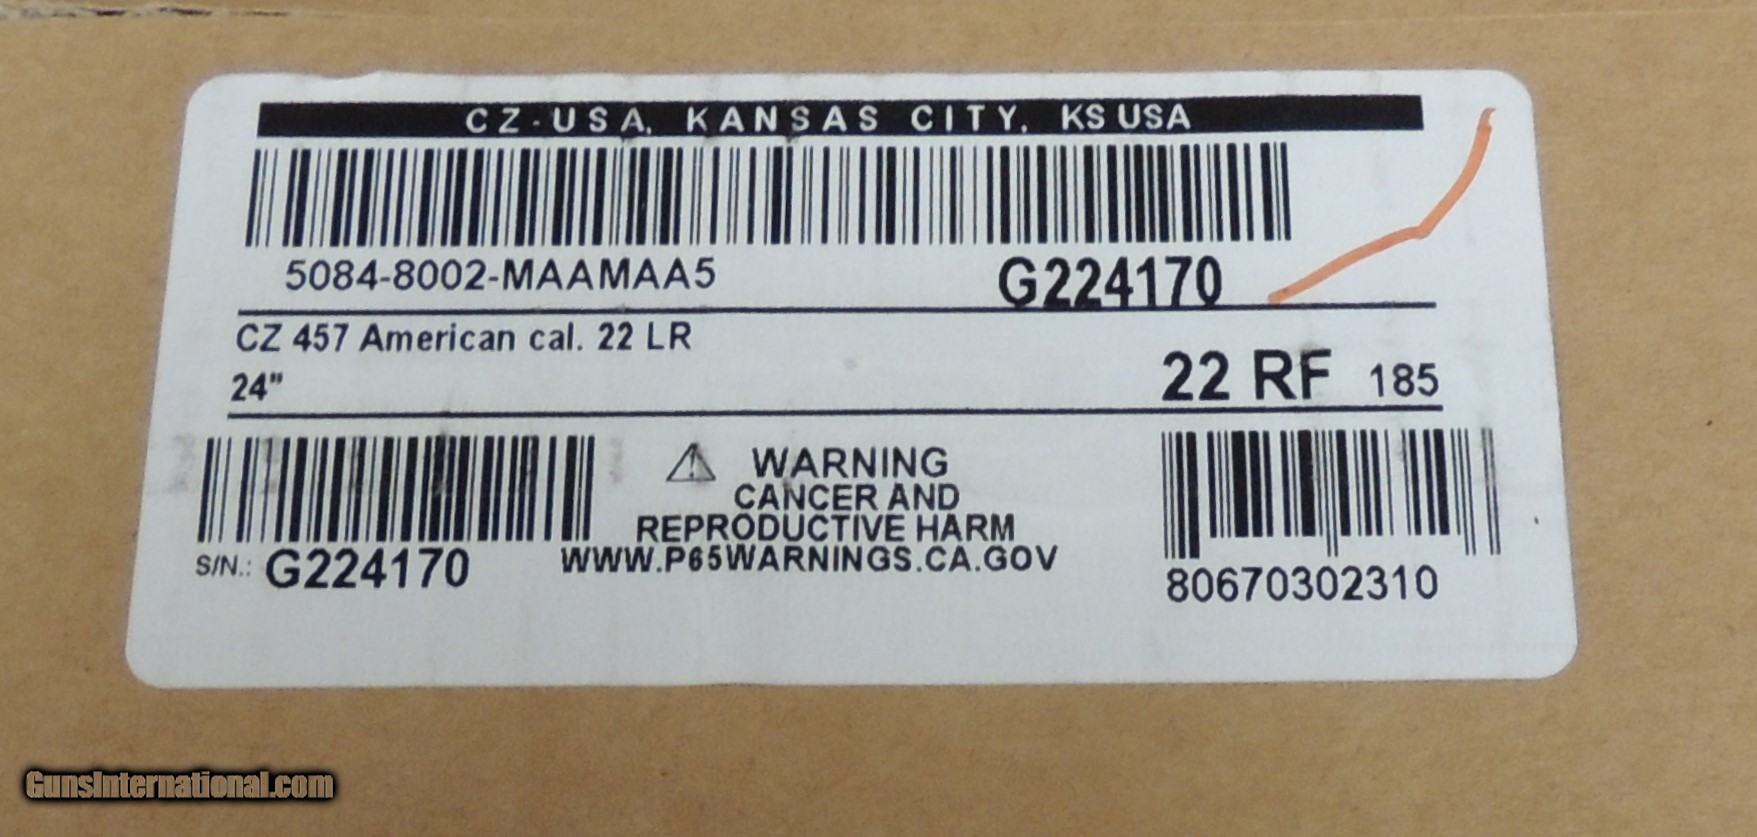 CZ-USA, KANSAS CITY, KS USA
5084-8002-MAAMAA5 G224170
CZ 457 American cal. 22 LR
24" 22 RF 185
WARNING
CANCER AND
REPRODUCTIVE HARM
WWW.P65WARNINGS.CA.GOV
S/N.: G224170
80670302310
GunsInternational.com